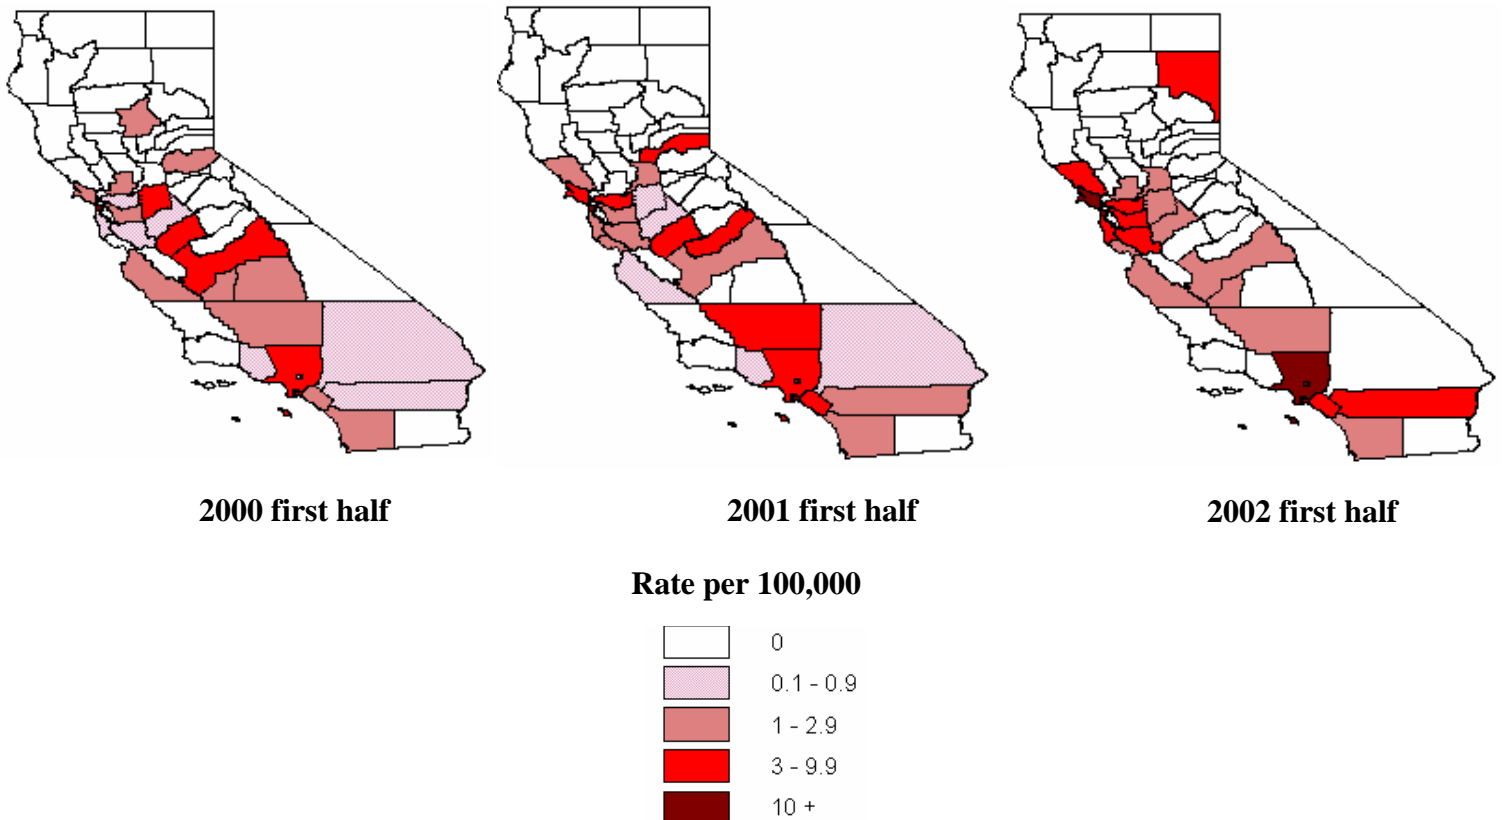 2000 first half
2001 first half
2002 first half
Rate per 100,000
0
0.1 - 0.9
1 - 2.9
3 - 9.9
10 +